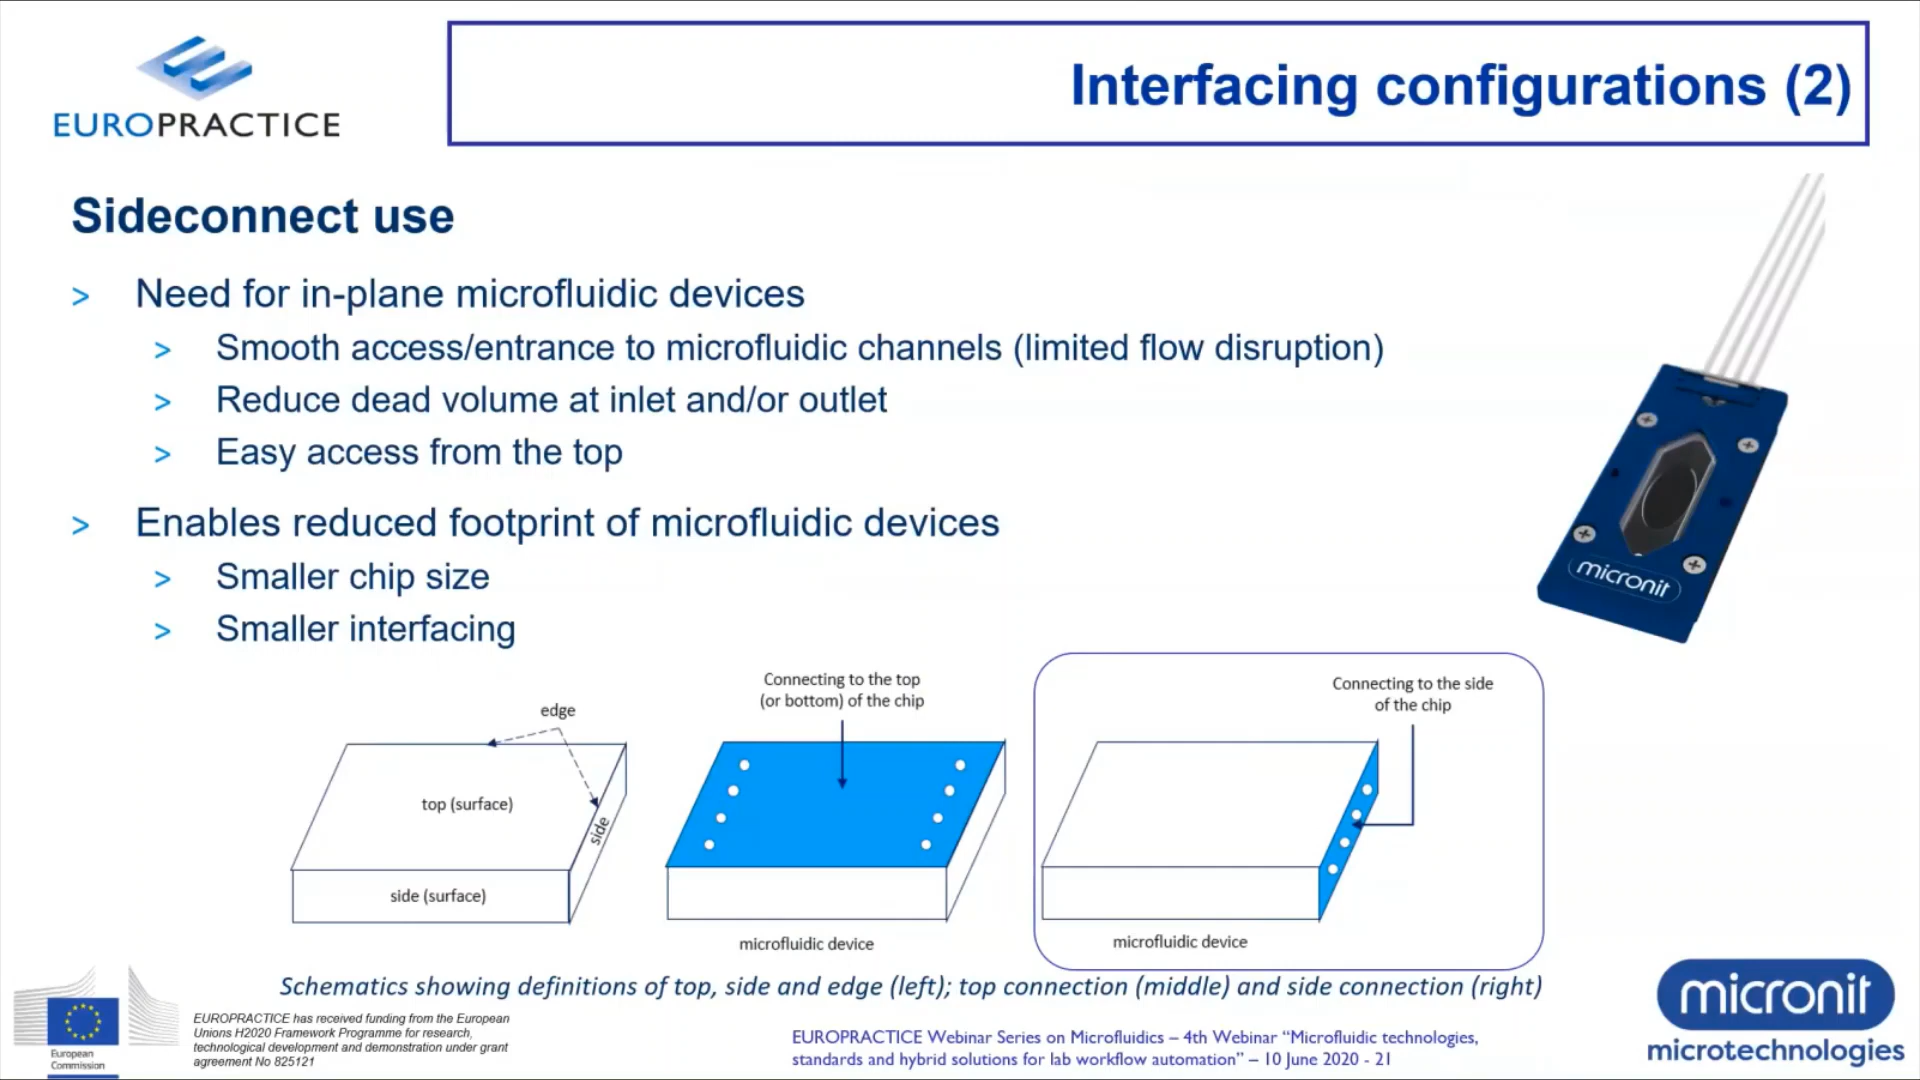 EUROPRACTICE
Interfacing configurations (2)
Sideconnect use
> Need for in-plane microfluidic devices
> Smooth access/entrance to microfluidic channels (limited flow disruption)
> Reduce dead volume at inlet and/or outlet
> Easy access from the top
> Enables reduced footprint of microfluidic devices
> Smaller chip size
> Smaller interfacing
micronit
edge
top (surface)
side
side (surface)
Connecting to the top
(or bottom) of the chip
microfluidic device
Connecting to the side
of the chip
microfluidic device
Schematics showing definitions of top, side and edge (left); top connection (middle) and side connection (right)
European
Commission
EUROPRACTICE has received funding from the European
Unions H2020 Framework Programme for research,
technological development and demonstration under grant
agreement No 825121
EUROPRACTICE Webinar Series on Microfluidics – 4th Webinar “Microfluidic technologies,
standards and hybrid solutions for lab workflow automation” – 10 June 2020 - 21
micronit
microtechnologies